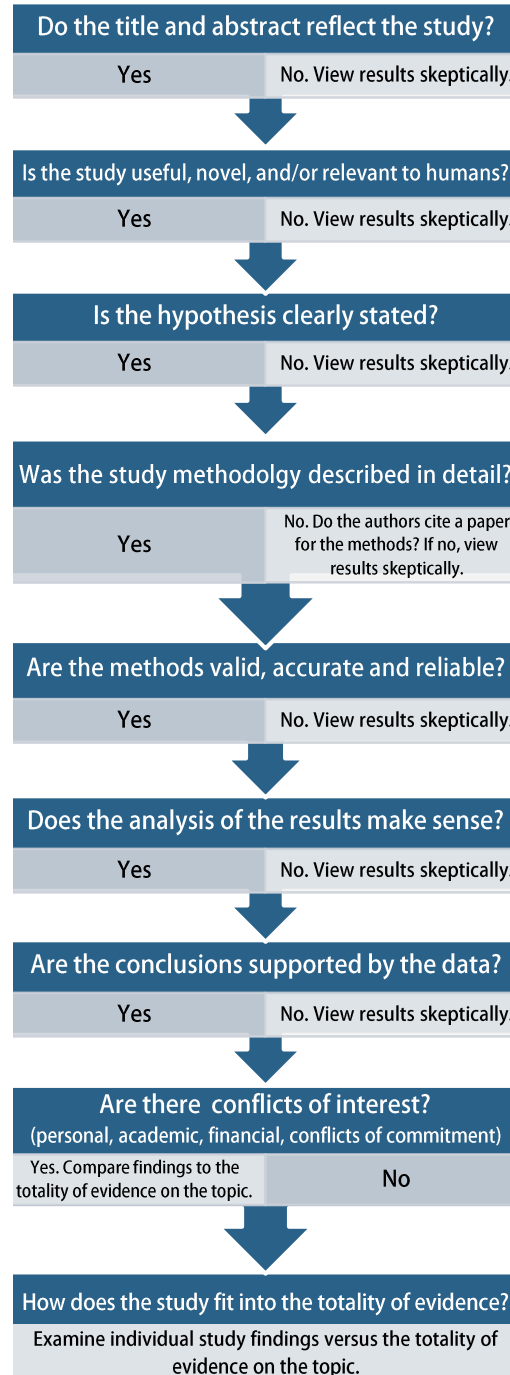 Do the title and abstract reflect the study?
Yes
No. View results skeptically.
Is the study useful, novel, and/or relevant to humans?
Yes
No. View results skeptically.
Is the hypothesis clearly stated?
Yes
No. View results skeptically.
Was the study methodolgy described in detail?
Yes
No. Do the authors cite a paper
for the methods? If no, view
results skeptically.
Are the methods valid, accurate and reliable?
Yes
No. View results skeptically.
Does the analysis of the results make sense?
Yes
No. View results skeptically.
Are the conclusions supported by the data?
Yes
No. View results skeptically.
Are there conflicts of interest?
(personal, academic, financial, conflicts of commitment)
Yes. Compare findings to the
totality of evidence on the topic.
No
How does the study fit into the totality of evidence?
Examine individual study findings versus the totality of
evidence on the topic.